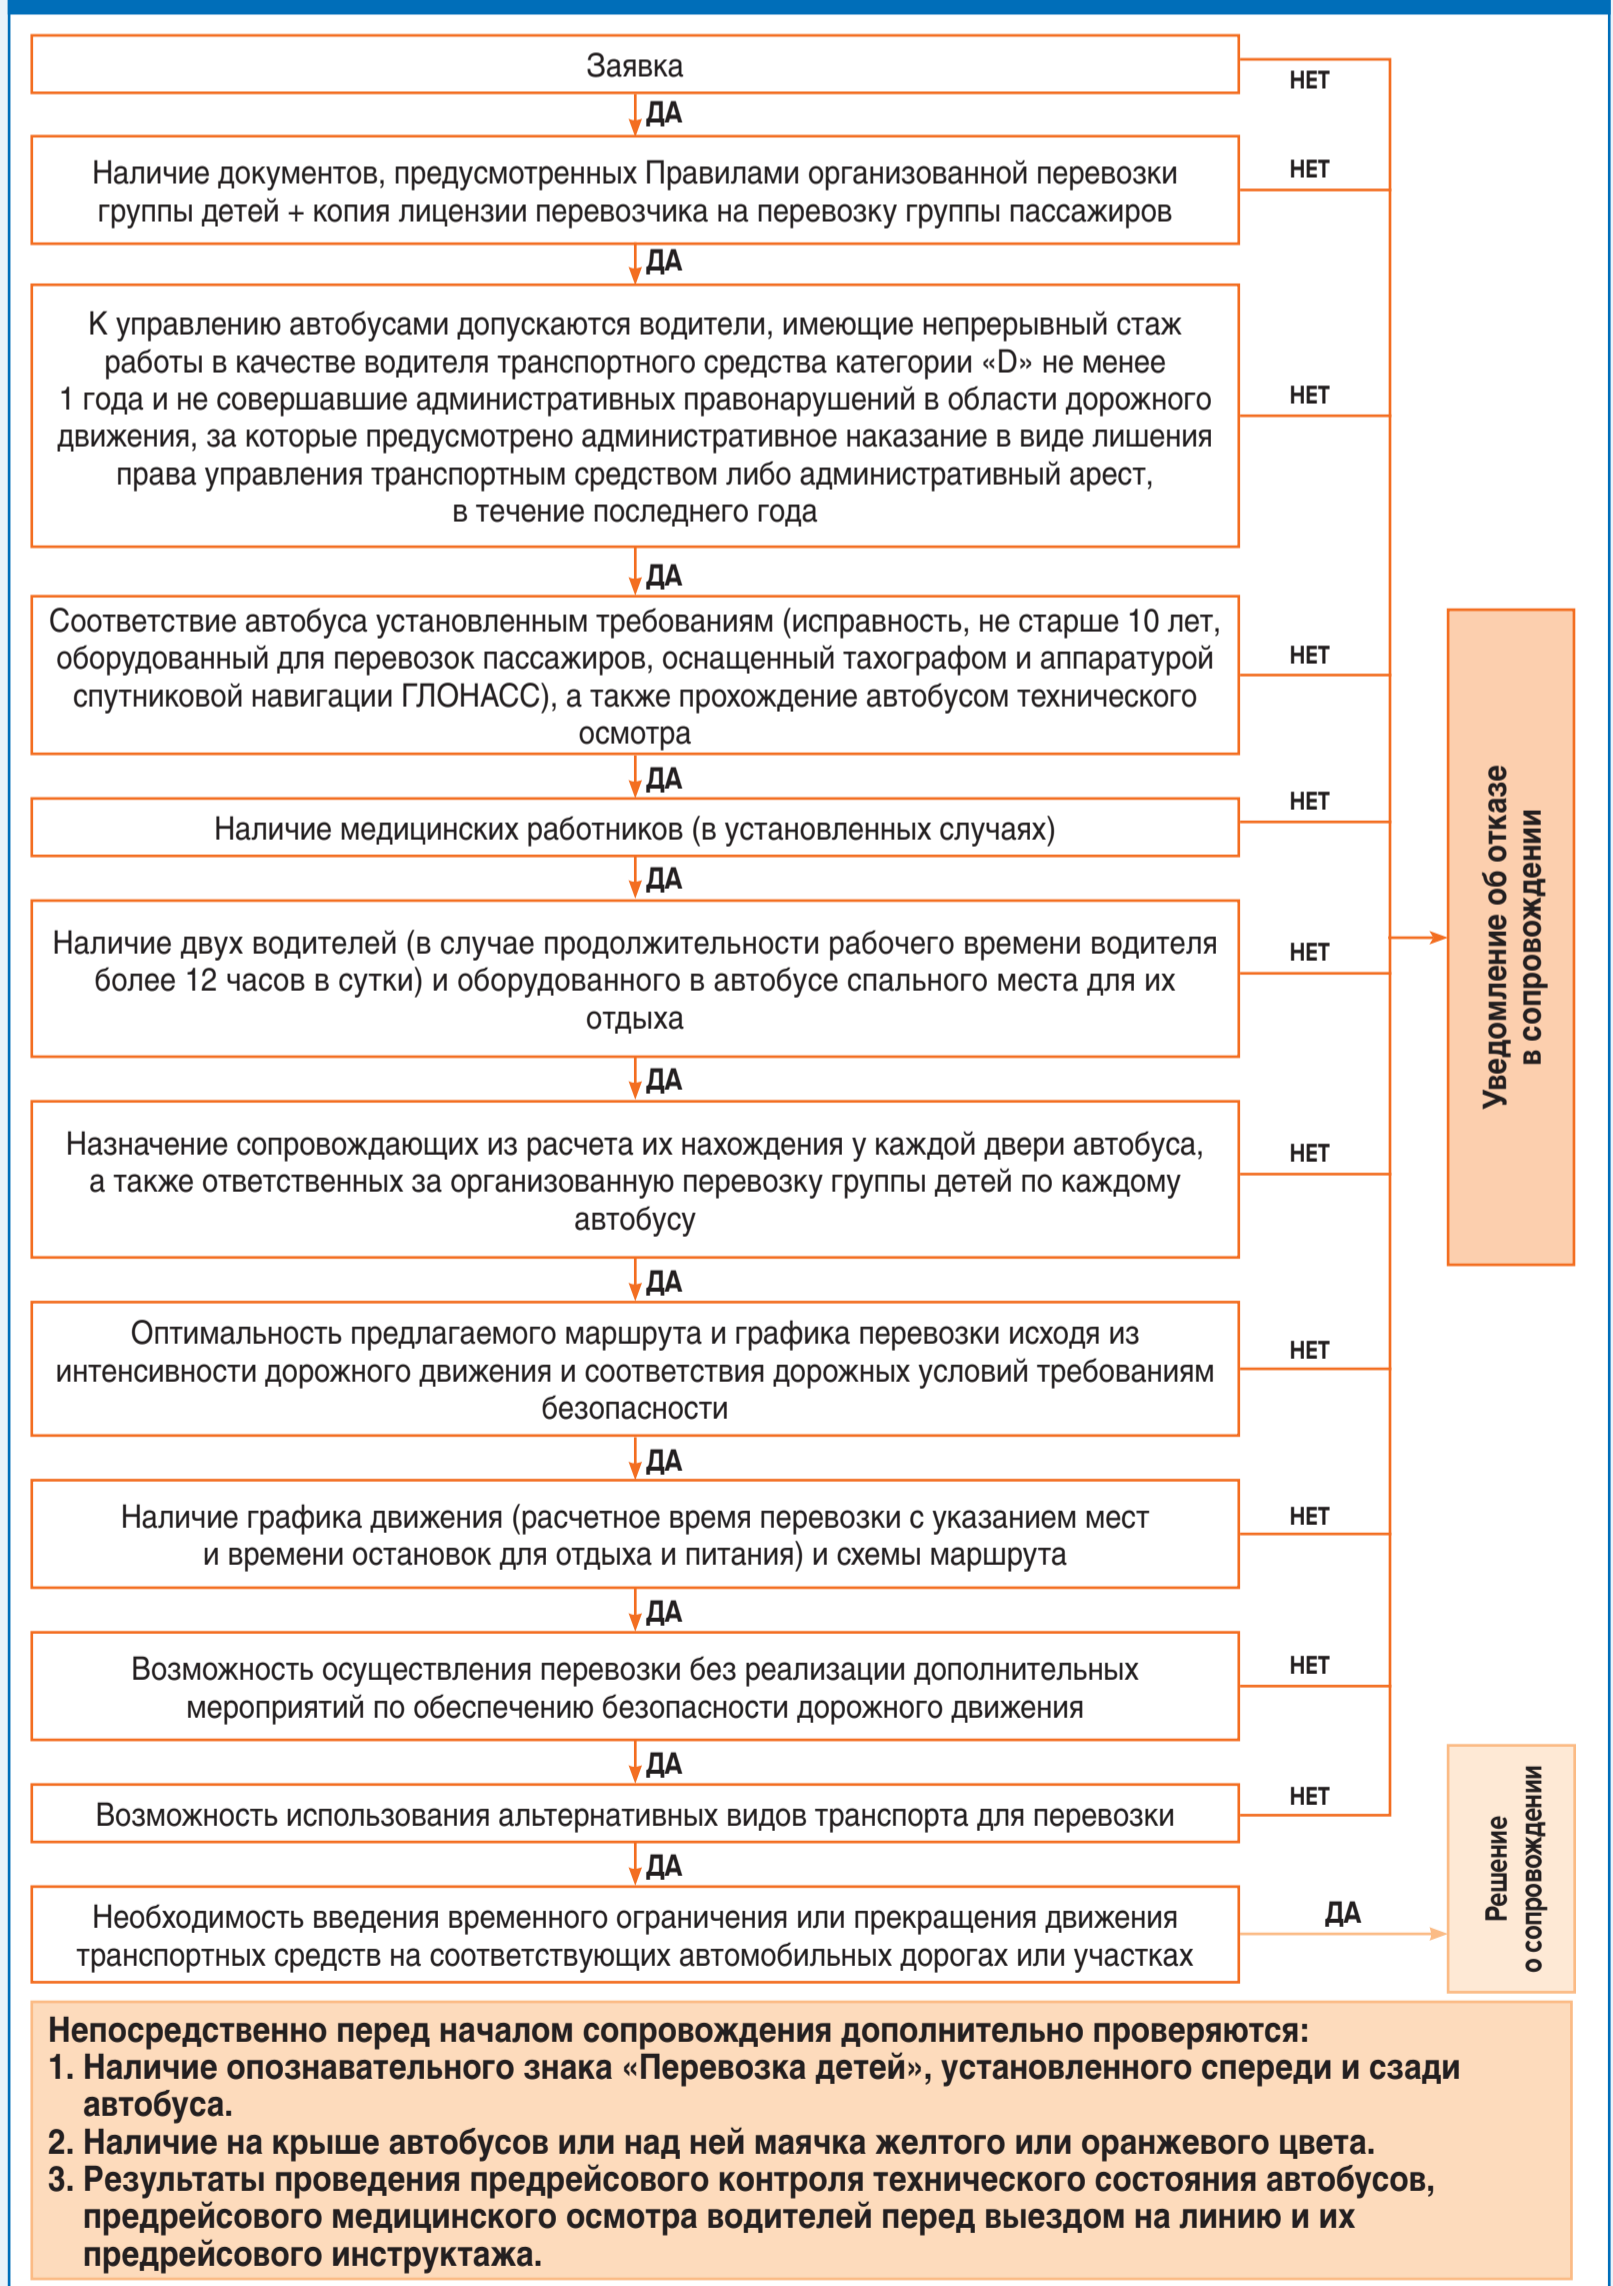 Заявка
НЕТ
ДА
Наличие документов, предусмотренных Правилами организованной перевозки
группы детей + копия лицензии перевозчика на перевозку группы пассажиров
НЕТ
ДА
К управлению автобусами допускаются водители, имеющие непрерывный стаж
работы в качестве водителя транспортного средства категории «D» не менее
1 года и не совершавшие административных правонарушений в области дорожного
движения, за которые предусмотрено административное наказание в виде лишения
права управления транспортным средством либо административный арест,
в течение последнего года
НЕТ
ДА
Соответствие автобуса установленным требованиям (исправность, не старше 10 лет,
оборудованный для перевозок пассажиров, оснащенный тахографом и аппаратурой
спутниковой навигации ГЛОНАСС), а также прохождение автобусом технического
осмотра
НЕТ
ДА
Наличие медицинских работников (в установленных случаях)
НЕТ
ДА
Наличие двух водителей (в случае продолжительности рабочего времени водителя
более 12 часов в сутки) и оборудованного в автобусе спального места для их
отдыха
НЕТ
ДА
Назначение сопровождающих из расчета их нахождения у каждой двери автобуса,
а также ответственных за организованную перевозку группы детей по каждому
автобусу
НЕТ
ДА
Оптимальность предлагаемого маршрута и графика перевозки исходя из
интенсивности дорожного движения и соответствия дорожных условий требованиям
безопасности
НЕТ
ДА
Наличие графика движения (расчетное время перевозки с указанием мест
и времени остановок для отдыха и питания) и схемы маршрута
НЕТ
ДА
Возможность осуществления перевозки без реализации дополнительных
мероприятий по обеспечению безопасности дорожного движения
НЕТ
ДА
Возможность использования альтернативных видов транспорта для перевозки
НЕТ
ДА
Необходимость введения временного ограничения или прекращения движения
транспортных средств на соответствующих автомобильных дорогах или участках
ДА
Уведомление об отказе
в сопровождении
Решение
о сопровождении
Непосредственно перед началом сопровождения дополнительно проверяются:
1. Наличие опознавательного знака «Перевозка детей», установленного спереди и сзади
автобуса.
2. Наличие на крыше автобусов или над ней маячка желтого или оранжевого цвета.
3. Результаты проведения предрейсового контроля технического состояния автобусов,
предрейсового медицинского осмотра водителей перед выездом на линию и их
предрейсового инструктажа.